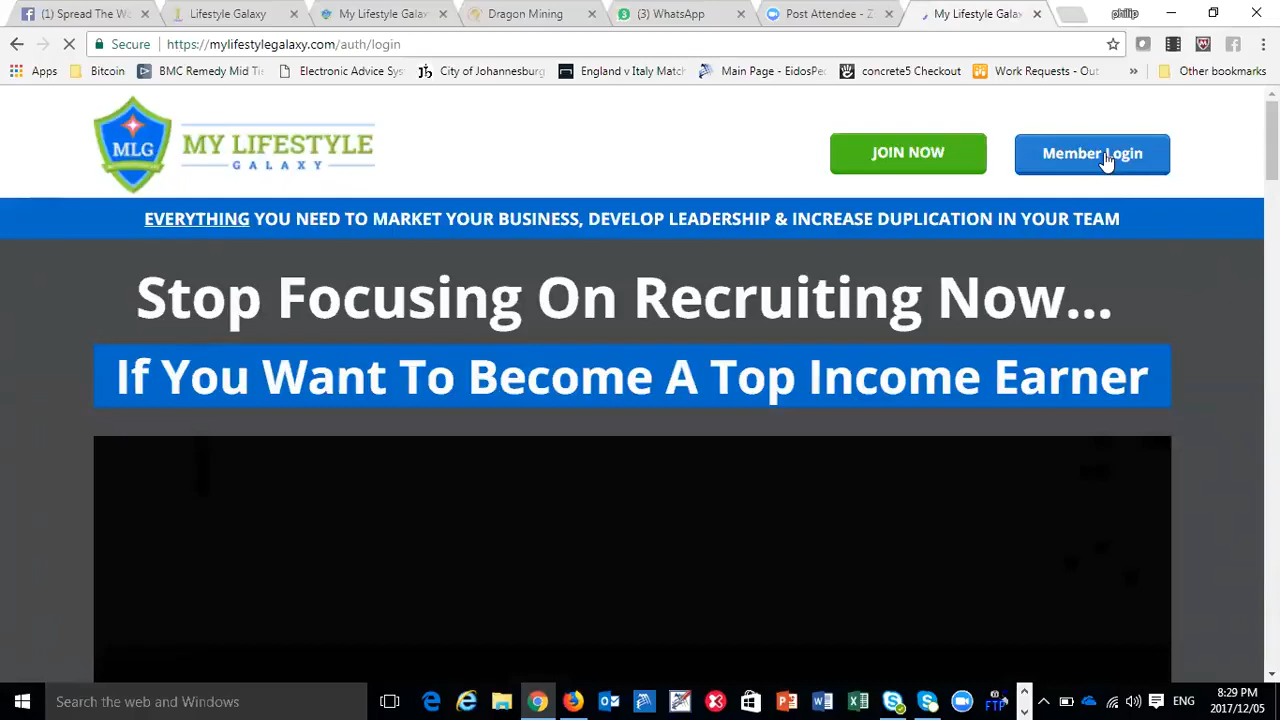 (1) Spread The Wo
Lifestyle Galaxy
My Lifestyle Galax
Dragon Mining
(3) WhatsApp
Post Attendee - Z
My Lifestyle Galax
philip
Secure
https://mylifestylegalaxy.com/auth/login
Apps
Bitcoin
BMC Remedy Mid Ti
Electronic Advice Sys
City of Johannesburg
England v Italy Match
Main Page - EidosPe
concrete5 Checkout
Work Requests - Out
»
Other bookmarks
MLG
MY LIFESTYLE
GALAXY
JOIN NOW
Member Login
EVERYTHING YOU NEED TO MARKET YOUR BUSINESS, DEVELOP LEADERSHIP & INCREASE DUPLICATION IN YOUR TEAM
Stop Focusing On Recruiting Now...
If You Want To Become A Top Income Earner
Search the web and Windows
FTP
ENG
8:29 PM
2017/12/05